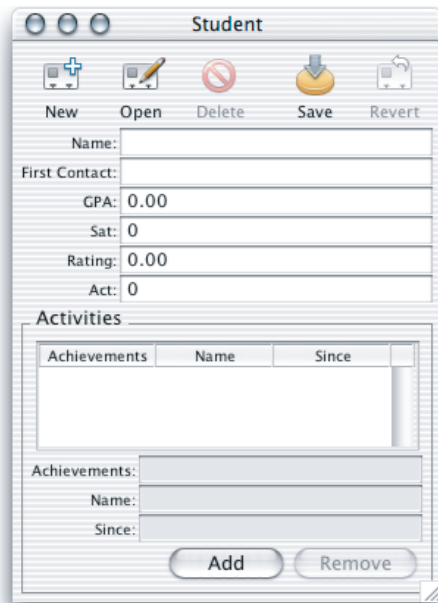 Student
New Open Delete Save Revert
Name:
First Contact:
GPA: 0.00
Sat: 0
Rating: 0.00
Act: 0
Activities
Achievements Name Since
Achievements:
Name:
Since:
Add Remove